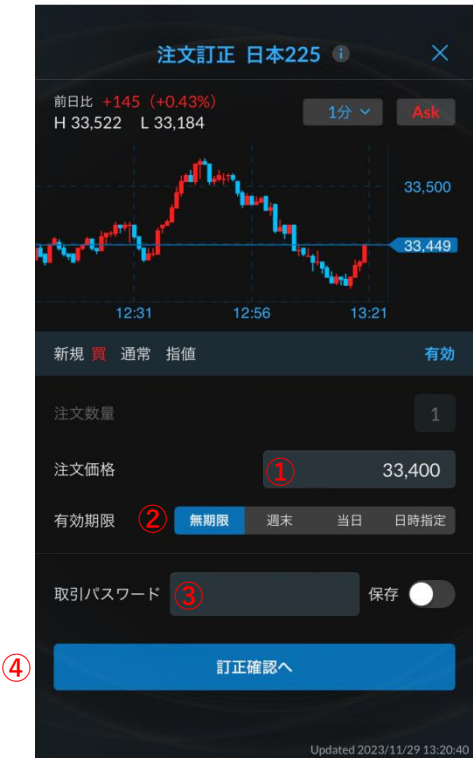 注文訂正 日本225 i ×
前日比 +145 (+0.43%)
H 33,522 L 33,184
1分 Ask
33,500
33,449
12:31 12:56 13:21
新規 買 通常 指値 有効
注文数量 1
注文価格 ① 33,400
有効期限 ② 無期限 週末 当日 日時指定
取引パスワード ③ 保存
④ 訂正確認へ
Updated 2023/11/29 13:20:40